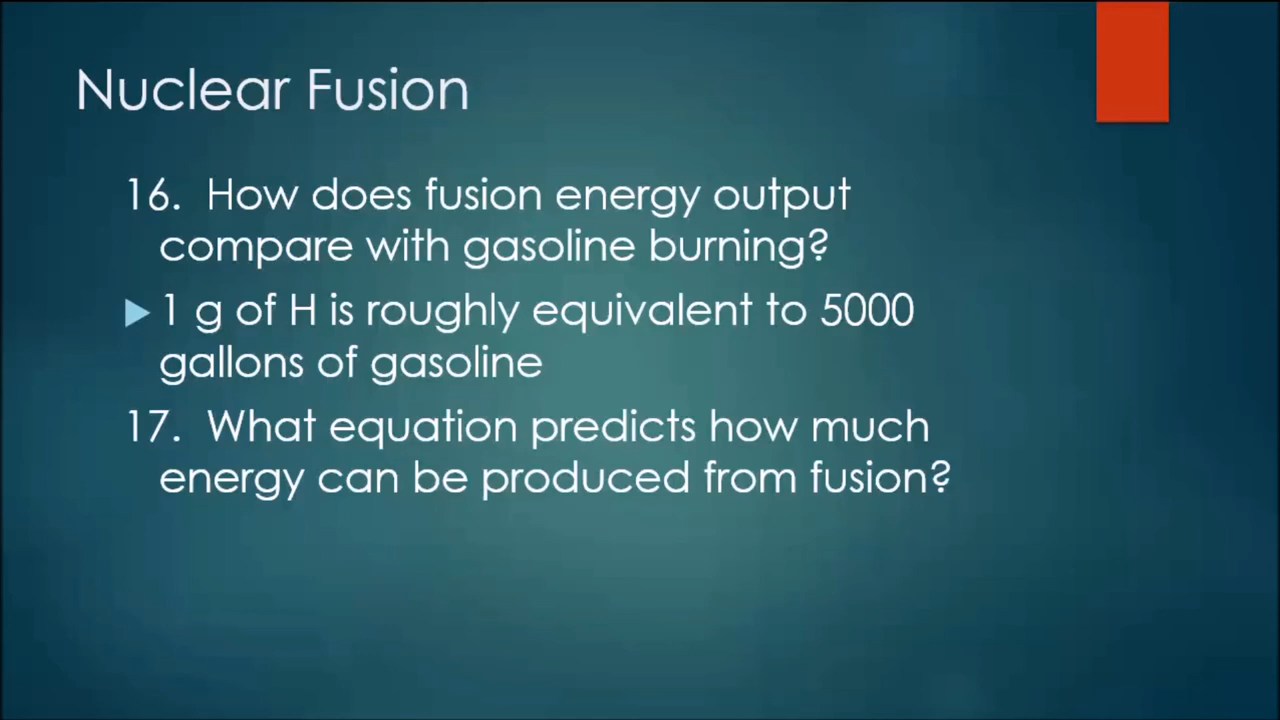 Nuclear Fusion
16. How does fusion energy output
compare with gasoline burning?
1 g of H is roughly equivalent to 5000
gallons of gasoline
17. What equation predicts how much
energy can be produced from fusion?